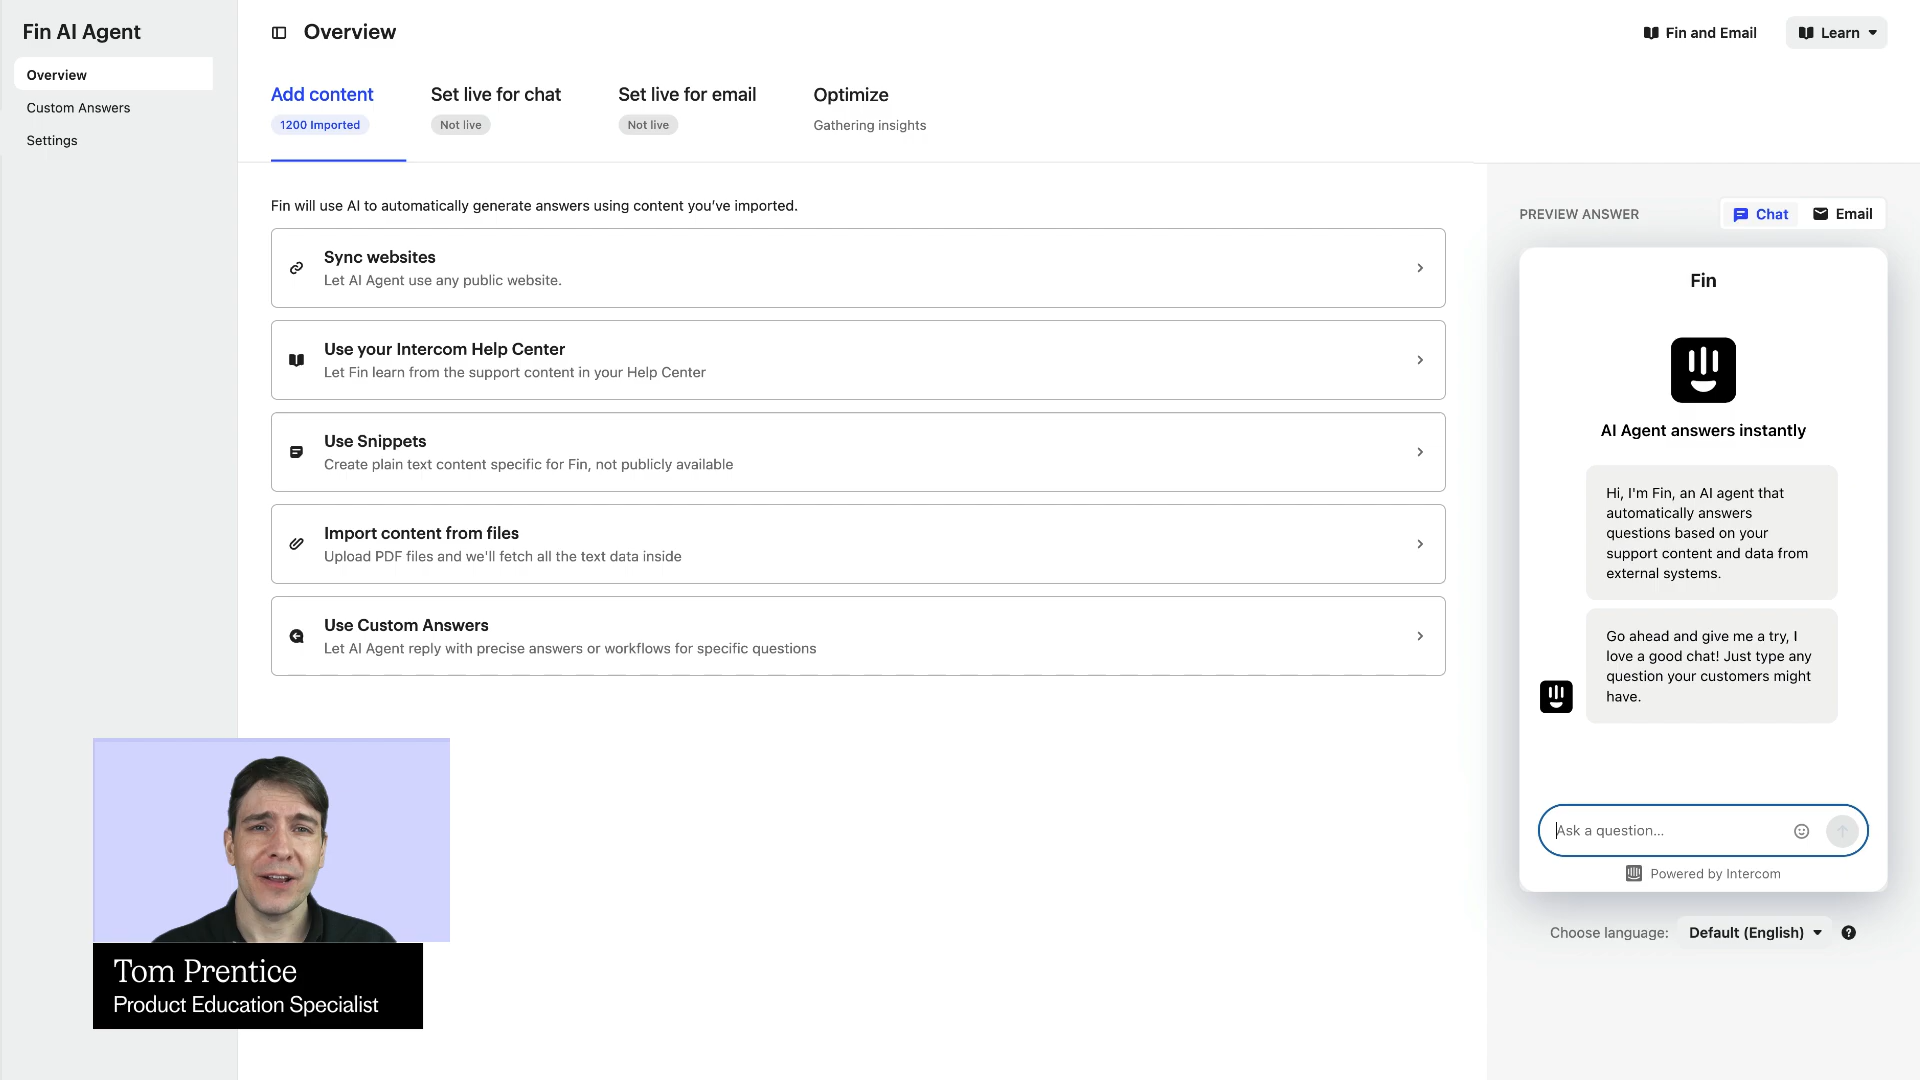 Fin AI Agent
Overview
Custom Answers
Settings
Overview
Fin and Email
Learn
Add content
1200 Imported
Set live for chat
Not live
Set live for email
Not live
Optimize
Gathering insights
Fin will use AI to automatically generate answers using content you've imported.
Sync websites
Let AI Agent use any public website.
Use your Intercom Help Center
Let Fin learn from the support content in your Help Center
Use Snippets
Create plain text content specific for Fin, not publicly available
Import content from files
Upload PDF files and we'll fetch all the text data inside
Use Custom Answers
Let AI Agent reply with precise answers or workflows for specific questions
PREVIEW ANSWER
Chat
Email
Fin
AI Agent answers instantly
Hi, I'm Fin, an AI agent that
automatically answers
questions based on your
support content and data from
external systems.
Go ahead and give me a try, I
love a good chat! Just type any
question your customers might
have.
Ask a question...
Powered by Intercom
Choose language:
Default (English)
Tom Prentice
Product Education Specialist